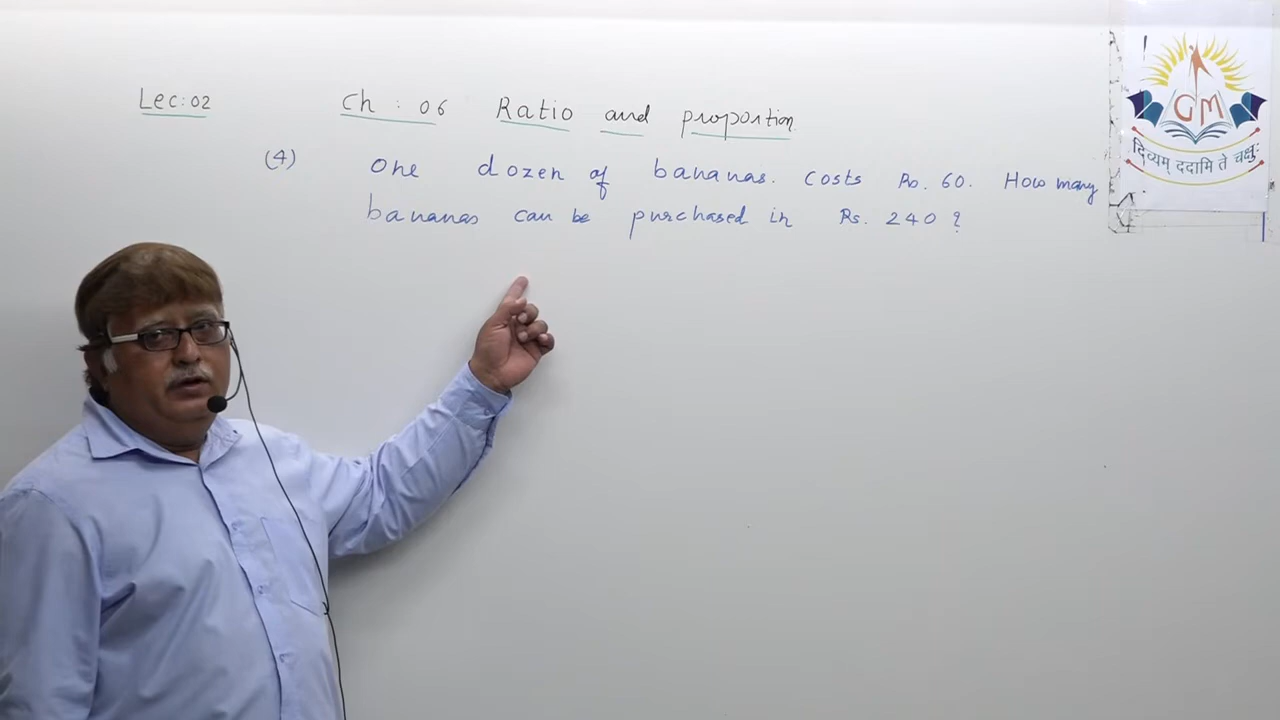 Lec:02
Ch : 06 Ratio and proportion
(4) One dozen of bananas. costs Rs. 60. How many
bananas can be purchased in Rs. 240 ?
GM
दिव्यम् ददामि ते चक्षुः